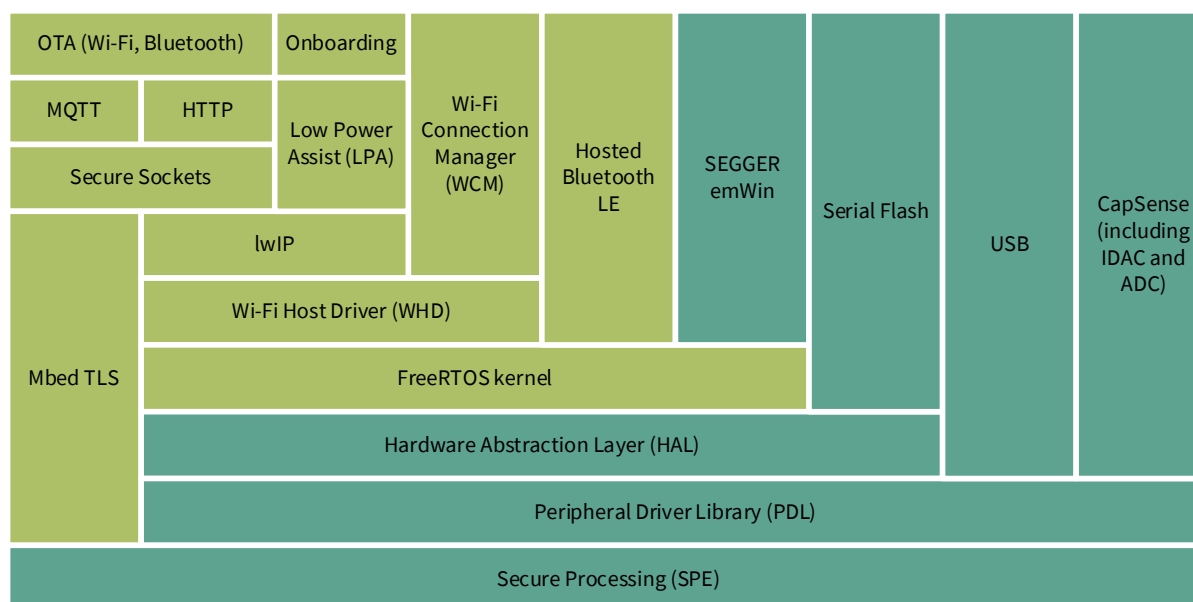 OTA (Wi-Fi, Bluetooth)
Onboarding
MQTT
HTTP
Low Power
Assist (LPA)
Wi-Fi
Connection
Manager
(WCM)
Secure Sockets
Hosted
Bluetooth
LE
SEGGER
emWin
Serial Flash
USB
CapSense
(including
IDAC and
ADC)
lwIP
Wi-Fi Host Driver (WHD)
Mbed TLS
FreeRTOS kernel
Hardware Abstraction Layer (HAL)
Peripheral Driver Library (PDL)
Secure Processing (SPE)